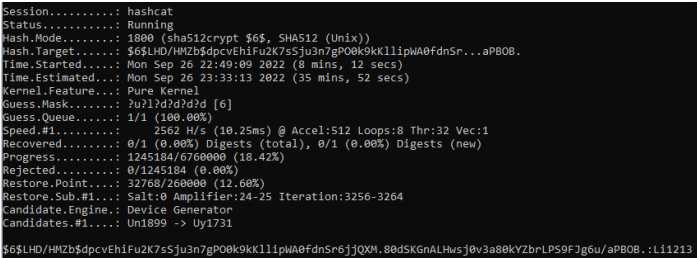 Session..........: hashcat
Status...........: Running
Hash.Mode........: 1800 (sha512crypt $6$, SHA512 (Unix))
Hash.Target......: $6$LHD/HMZb$dpcvEhiFu2K7sSju3n7gPO0k9kKllipWA0fdnSr...aPBOB.
Time.Started.....: Mon Sep 26 22:49:09 2022 (8 mins, 12 secs)
Time.Estimated...: Mon Sep 26 23:33:13 2022 (35 mins, 52 secs)
Kernel.Feature...: Pure Kernel
Guess.Mask.......: ?u?l?d?d?d?d [6]
Guess.Queue......: 1/1 (100.00%)
Speed.#1.........:     2562 H/s (10.25ms) @ Accel:512 Loops:8 Thr:32 Vec:1
Recovered........: 0/1 (0.00%) Digests (total), 0/1 (0.00%) Digests (new)
Progress.........: 1245184/6760000 (18.42%)
Rejected.........: 0/1245184 (0.00%)
Restore.Point....: 32768/260000 (12.60%)
Restore.Sub.#1...: Salt:0 Amplifier:24-25 Iteration:3256-3264
Candidate.Engine.: Device Generator
Candidates.#1....: Un1899 -> Uy1731
$6$LHD/HMZb$dpcvEhiFu2K7sSju3n7gPO0k9kKllipWA0fdnSr6jjQXM.80dSKGnALHwsj0v3a80kYZbrLPS9FJg6u/aPBOB.:Li1213